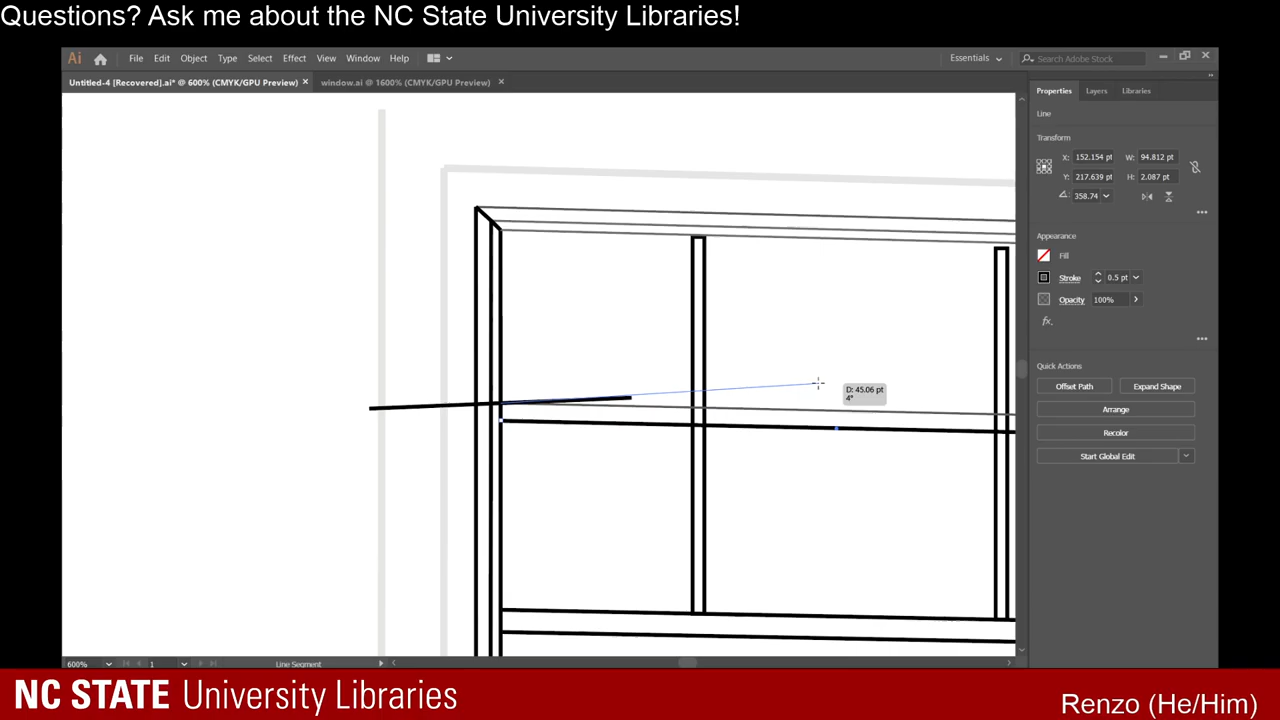 Questions? Ask me about the NC State University Libraries!
Ai File Edit Object Type Select Effect View Window Help Essentials Search Adobe Stock
Untitled-4 [Recovered].ai* @ 600% (CMYK/GPU Preview) × window.ai @ 1600% (CMYK/GPU Preview) ×
Properties Layers Libraries
Line
Transform
X: 152.154 pt W: 94.812 pt
Y: 217.639 pt H: 2.087 pt
358.74
Appearance
Fill
Stroke 0.5 pt
Opacity 100%
fx.
Quick Actions
Offset Path Expand Shape
Arrange
Recolor
Start Global Edit
D: 45.06 pt
4°
600% 1 Line Segment
NC STATE University Libraries
Renzo (He/Him)